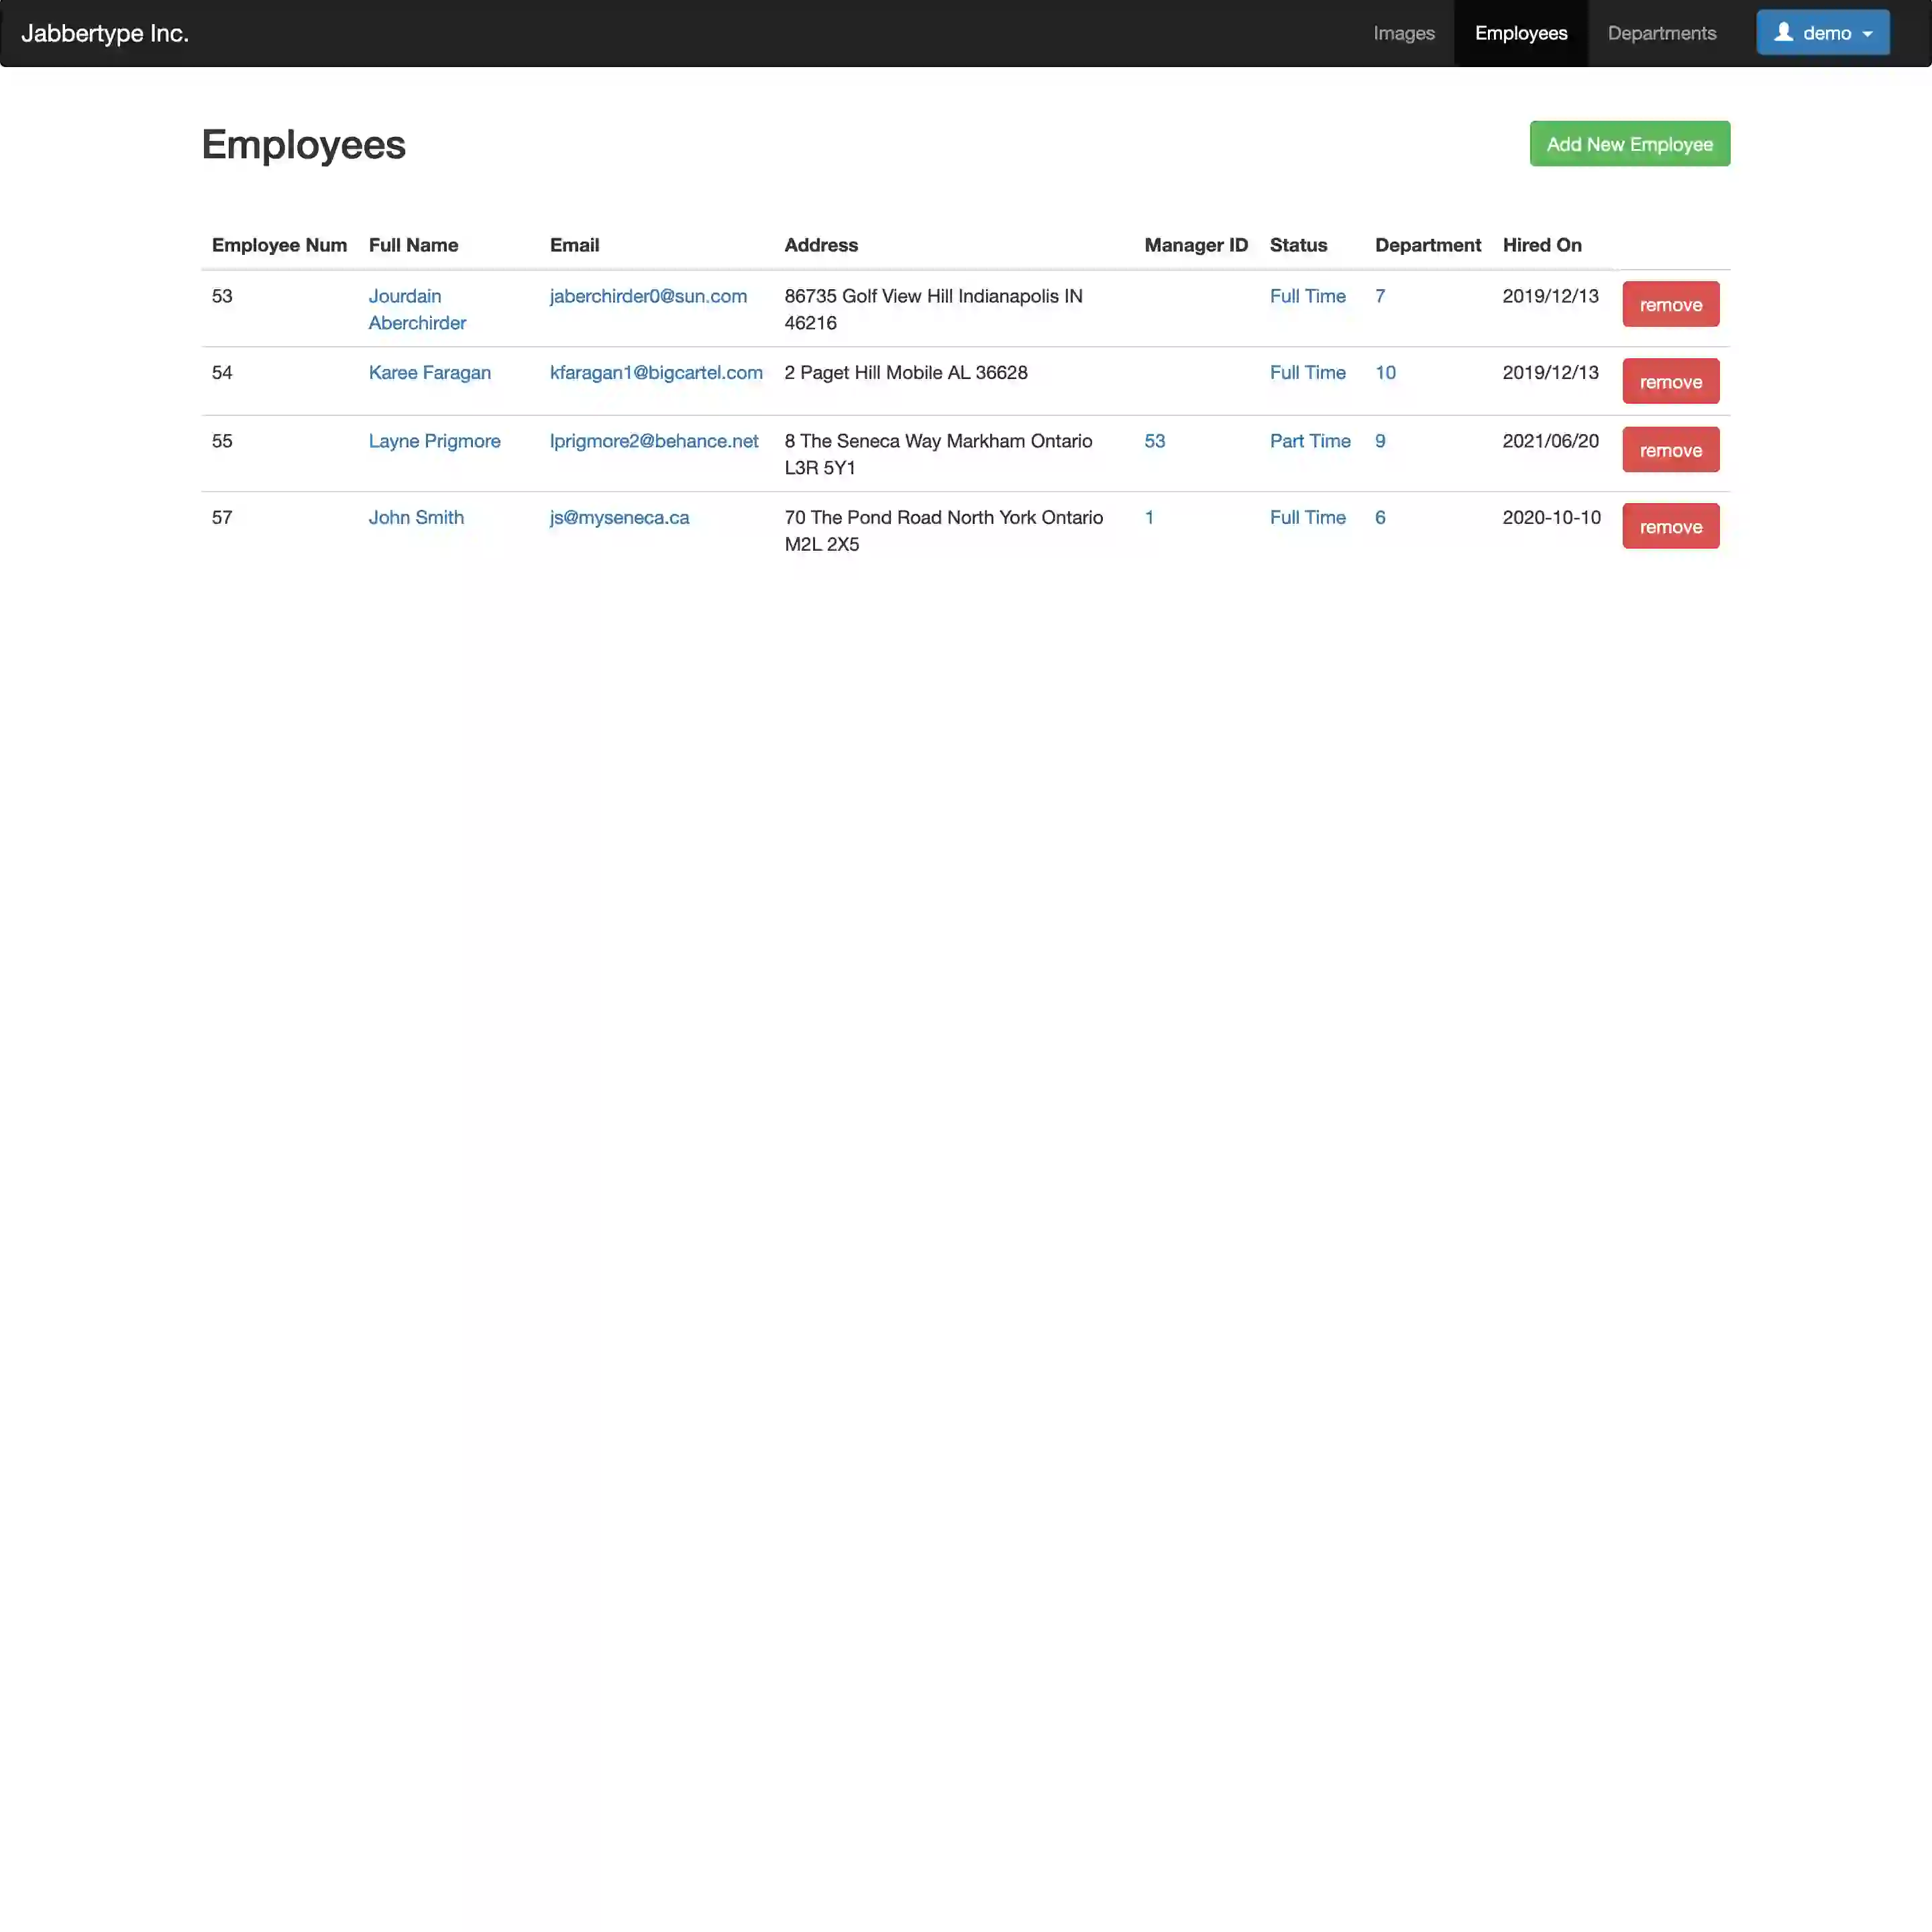 Jabbertype Inc. Images Employees Departments demo
Employees Add New Employee
Employee Num Full Name Email Address Manager ID Status Department Hired On
53 Jourdain jaberchirder0@sun.com 86735 Golf View Hill Indianapolis IN Full Time 7 2019/12/13 remove
Aberchirder 46216
54 Karee Faragan kfaragan1@bigcartel.com 2 Paget Hill Mobile AL 36628 Full Time 10 2019/12/13 remove
55 Layne Prigmore lprigmore2@behance.net 8 The Seneca Way Markham Ontario 53 Part Time 9 2021/06/20 remove
L3R 5Y1
57 John Smith js@myseneca.ca 70 The Pond Road North York Ontario 1 Full Time 6 2020-10-10 remove
M2L 2X5